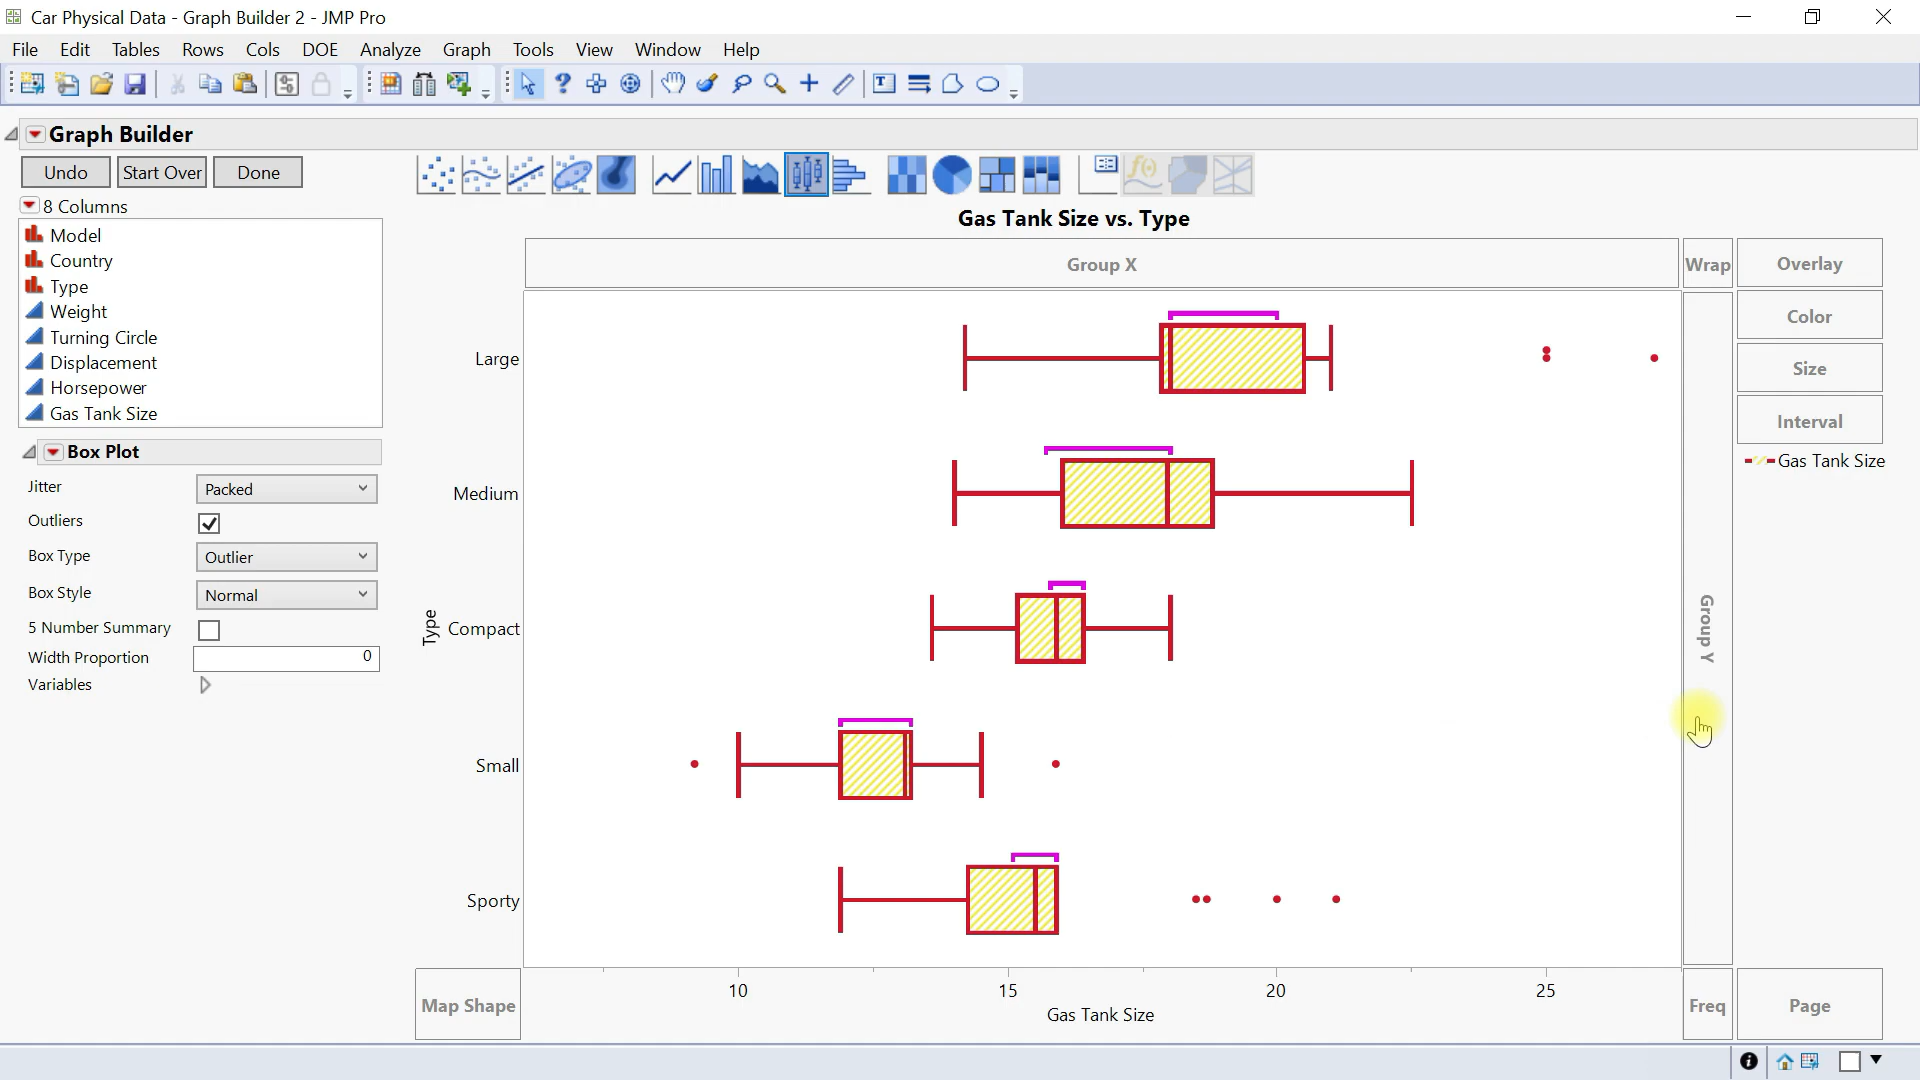 Car Physical Data - Graph Builder 2 - JMP Pro
File Edit Tables Rows Cols DOE Analyze Graph Tools View Window Help
Graph Builder
Undo Start Over Done
8 Columns
Model
Country
Type
Weight
Turning Circle
Displacement
Horsepower
Gas Tank Size
Box Plot
Jitter Packed
Outliers
Box Type Outlier
Box Style Normal
5 Number Summary
Width Proportion 0
Variables
Gas Tank Size vs. Type
Group X
Wrap
Overlay
Color
Size
Interval
Gas Tank Size
Large
Medium
Compact
Small
Sporty
Type
Group Y
Map Shape
10 15 20 25
Gas Tank Size
Freq
Page